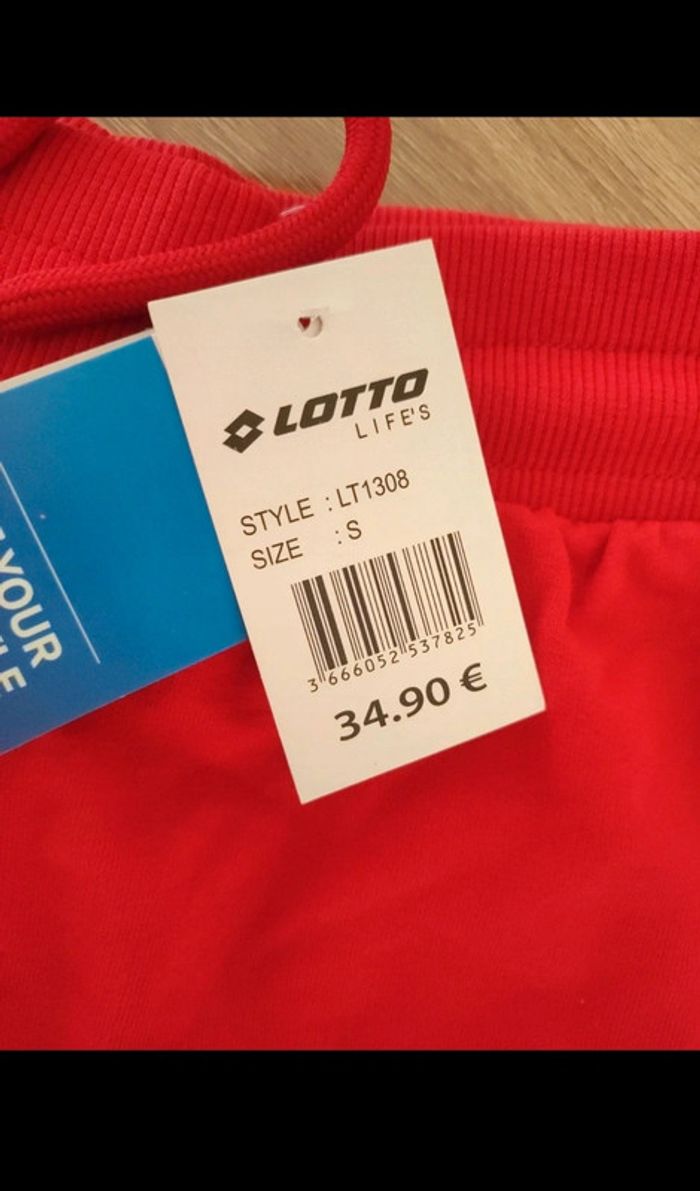 LOTTO
LIFE'S
STYLE : LT1308
SIZE : S
3 666052 537825
34.90 €
YOUR